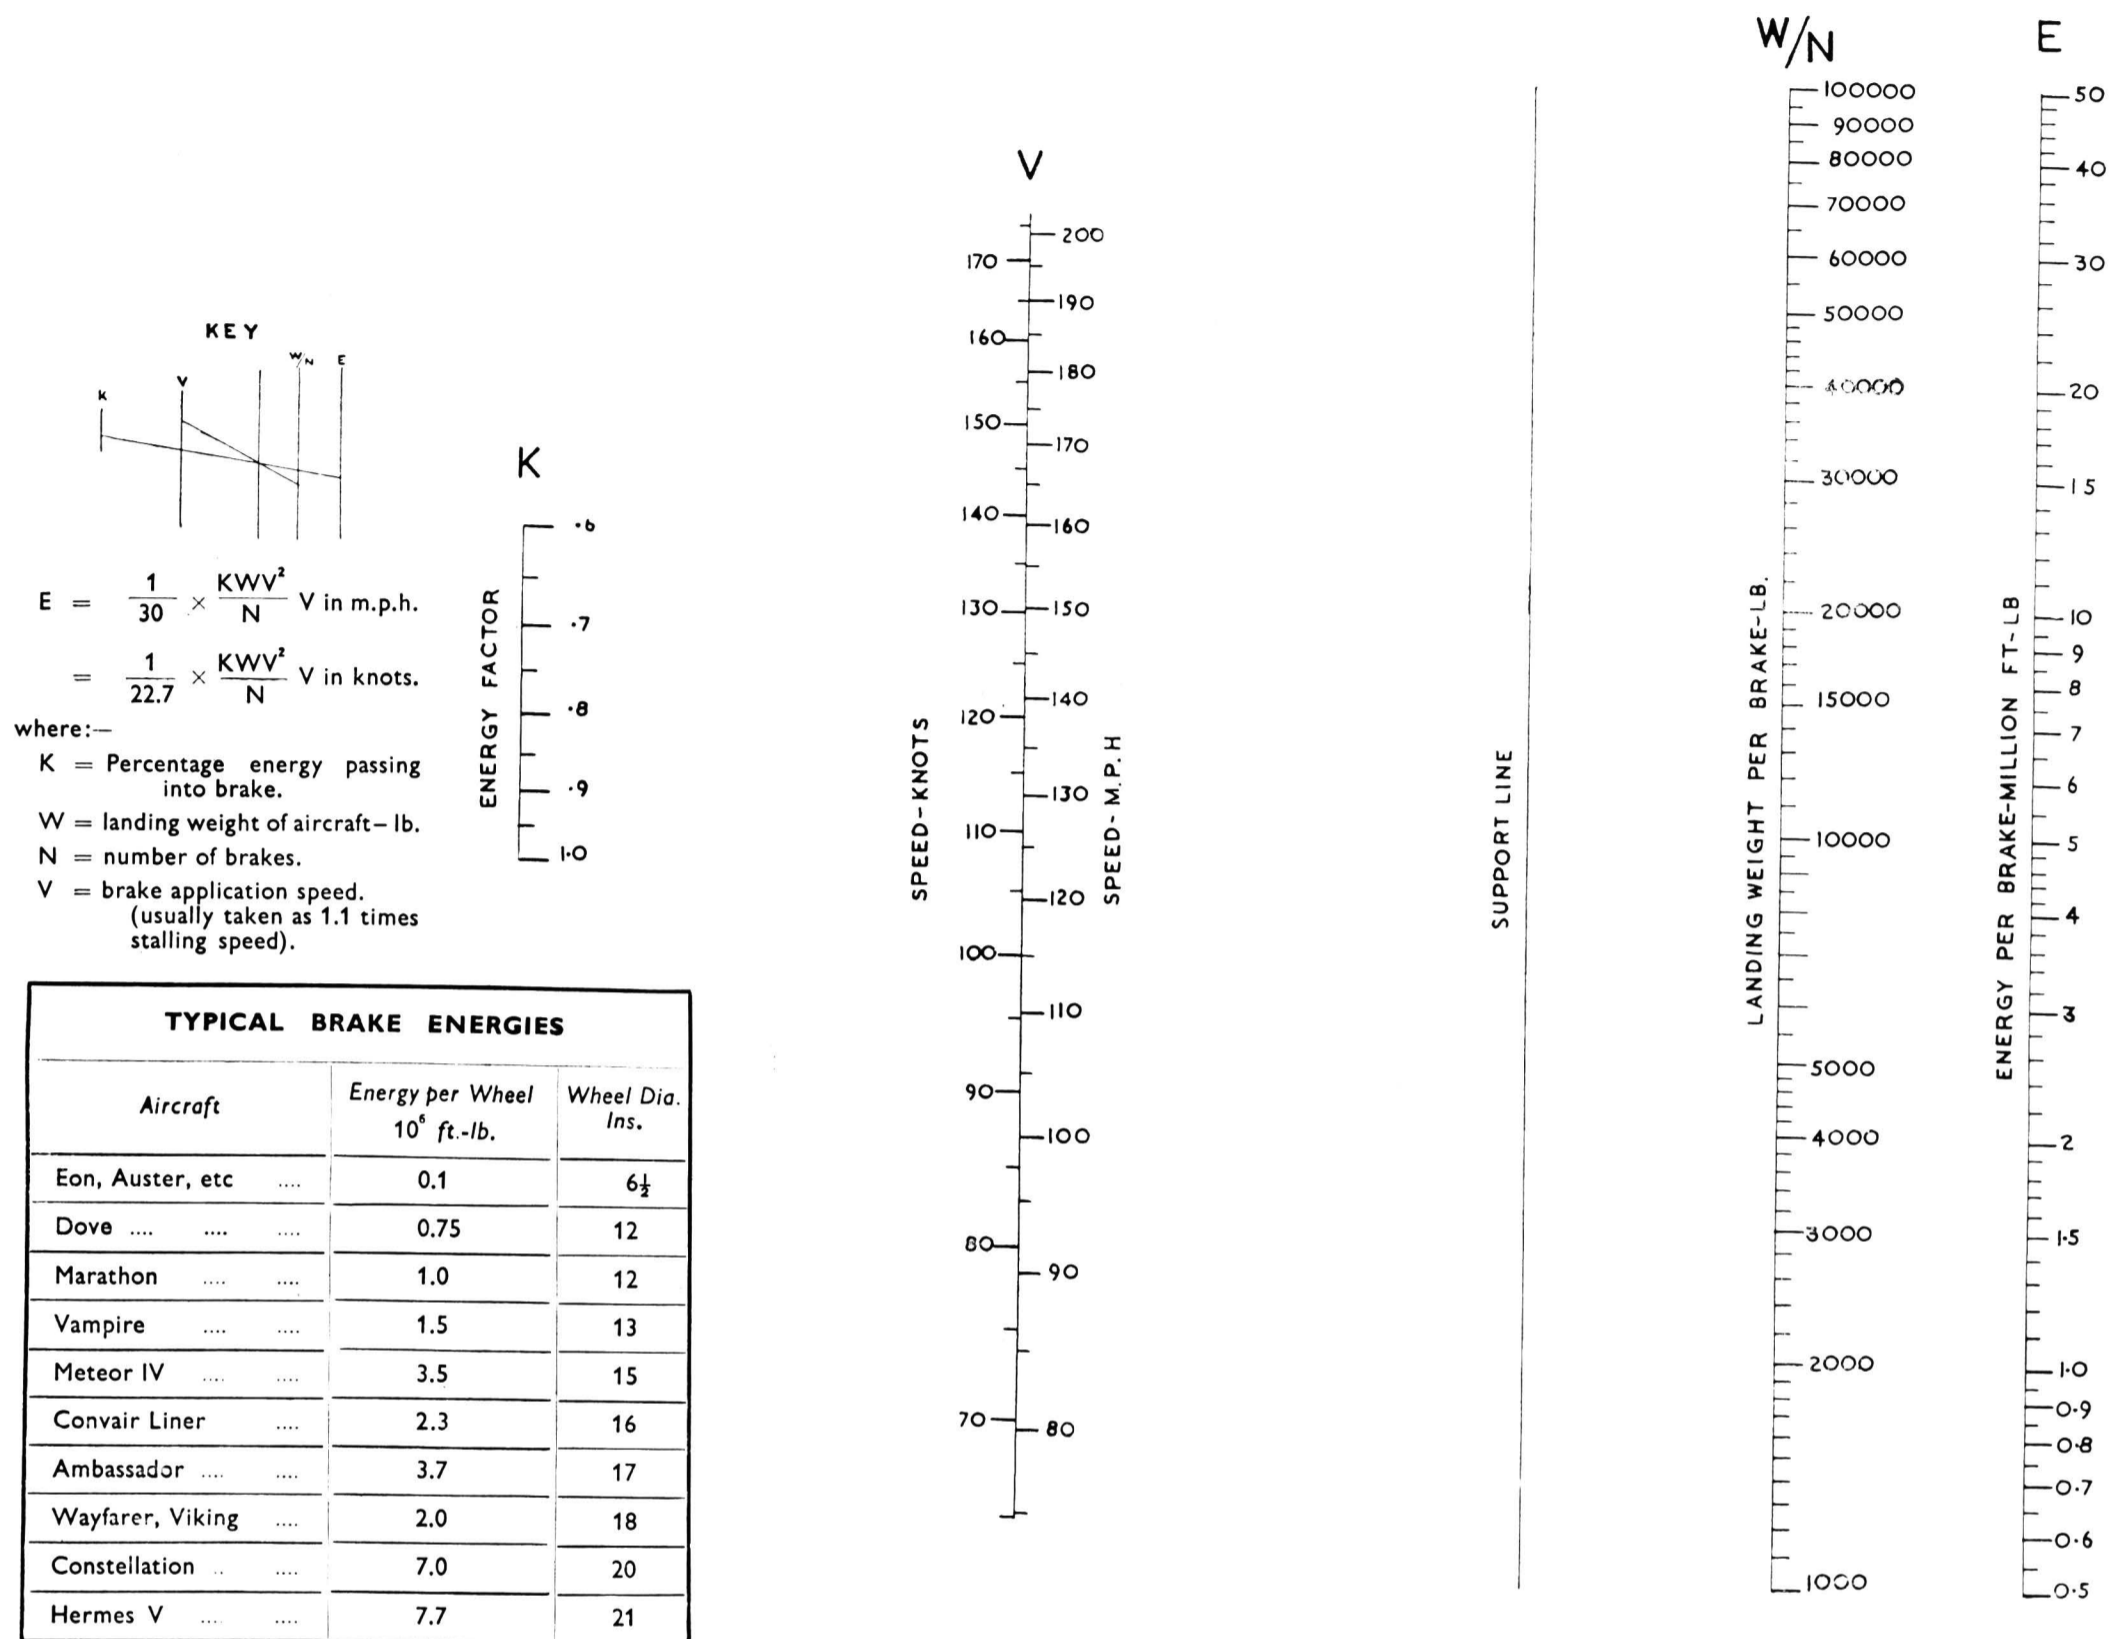 KEY
K
V
W/N
E
E = 1/30 × KWV²/N V in m.p.h.
= 1/22.7 × KWV²/N V in knots.
where:—
K = Percentage energy passing
into brake.
W = landing weight of aircraft—lb.
N = number of brakes.
V = brake application speed.
(usually taken as 1.1 times
stalling speed).
K
ENERGY FACTOR
·6
·7
·8
·9
1·0
V
SPEED-KNOTS
170
160
150
140
130
120
110
100
90
80
70
SPEED-M.P.H
200
190
180
170
160
150
140
130
120
110
100
90
80
SUPPORT LINE
W/N
LANDING WEIGHT PER BRAKE-LB.
100000
90000
80000
70000
60000
50000
40000
30000
20000
15000
10000
5000
4000
3000
2000
1000
E
ENERGY PER BRAKE-MILLION FT-LB
50
40
30
20
15
10
9
8
7
6
5
4
3
2
1·5
1·0
0·9
0·8
0·7
0·6
0·5
TYPICAL BRAKE ENERGIES
Aircraft Energy per Wheel 10⁶ ft.-lb. Wheel Dia. Ins.
Eon, Auster, etc .... 0.1 6½
Dove .... .... .... 0.75 12
Marathon .... .... 1.0 12
Vampire .... .... 1.5 13
Meteor IV .... .... 3.5 15
Convair Liner .... 2.3 16
Ambassador .... .... 3.7 17
Wayfarer, Viking .... 2.0 18
Constellation .. .... 7.0 20
Hermes V .... .... 7.7 21